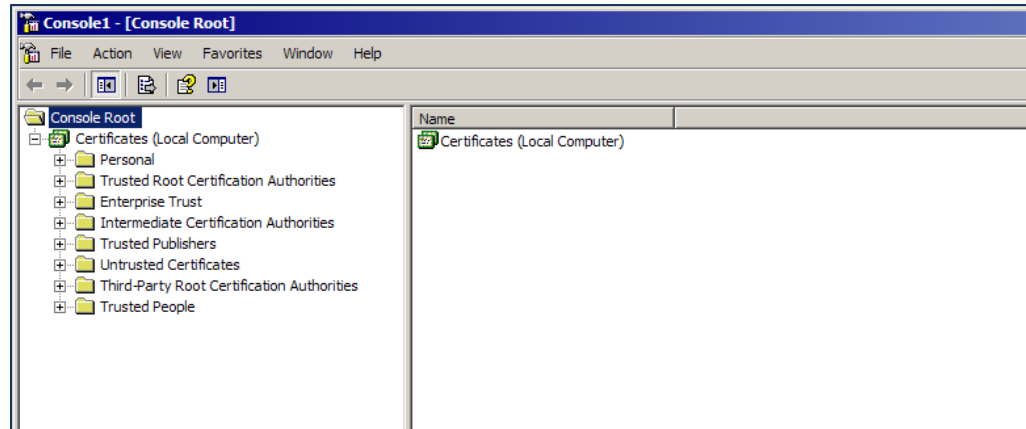 Console1 - [Console Root]
File Action View Favorites Window Help
Console Root
Certificates (Local Computer)
Personal
Trusted Root Certification Authorities
Enterprise Trust
Intermediate Certification Authorities
Trusted Publishers
Untrusted Certificates
Third-Party Root Certification Authorities
Trusted People
Name
Certificates (Local Computer)